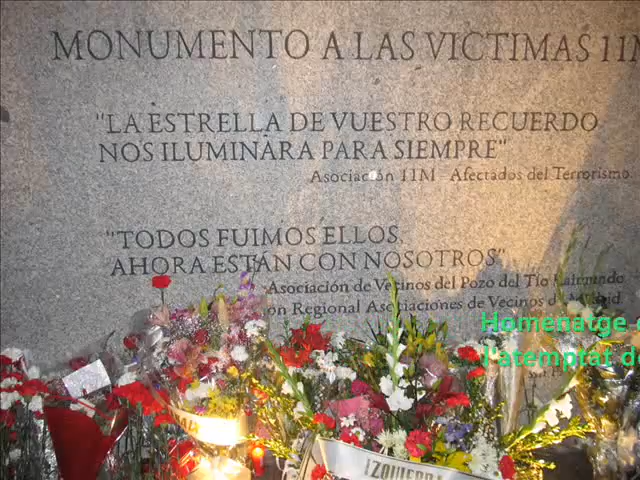 MONUMENTO A LAS VICTIMAS 11M
"LA ESTRELLA DE VUESTRO RECUERDO
NOS ILUMINARA PARA SIEMPRE"
Asociación 11M Afectados del Terrorismo
"TODOS FUIMOS ELLOS,
AHORA ESTAN CON NOSOTROS"
Asociación de Vecinos del Pozo del Tío Raimundo
on Regional Asociaciones de Vecinos de Madrid
Homenatge
l'atemptat d
IZQUIERDA